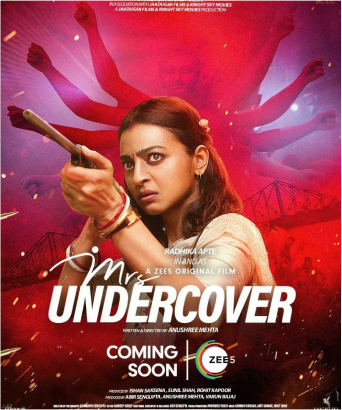 IN ASSOCIATION WITH JAADUGAR FILMS & KNIGHT SKY MOVIES
A JAADUGAR FILMS & KNIGHT SKY MOVIES PRODUCTION
RADHIKA APTE
IN AND AS
A ZEE5 ORIGINAL FILM
Mrs
UNDERCOVER
WRITTEN & DIRECTED BY ANUSHREE MEHTA
COMING
SOON
ZEE5
PRODUCED BY ISHAN SAKSENA, SUNIL SHAH, ROHIT KAPOOR
PRODUCED BY ABIR SENGUPTA, ANUSHREE MEHTA, VARUN BAJAJ